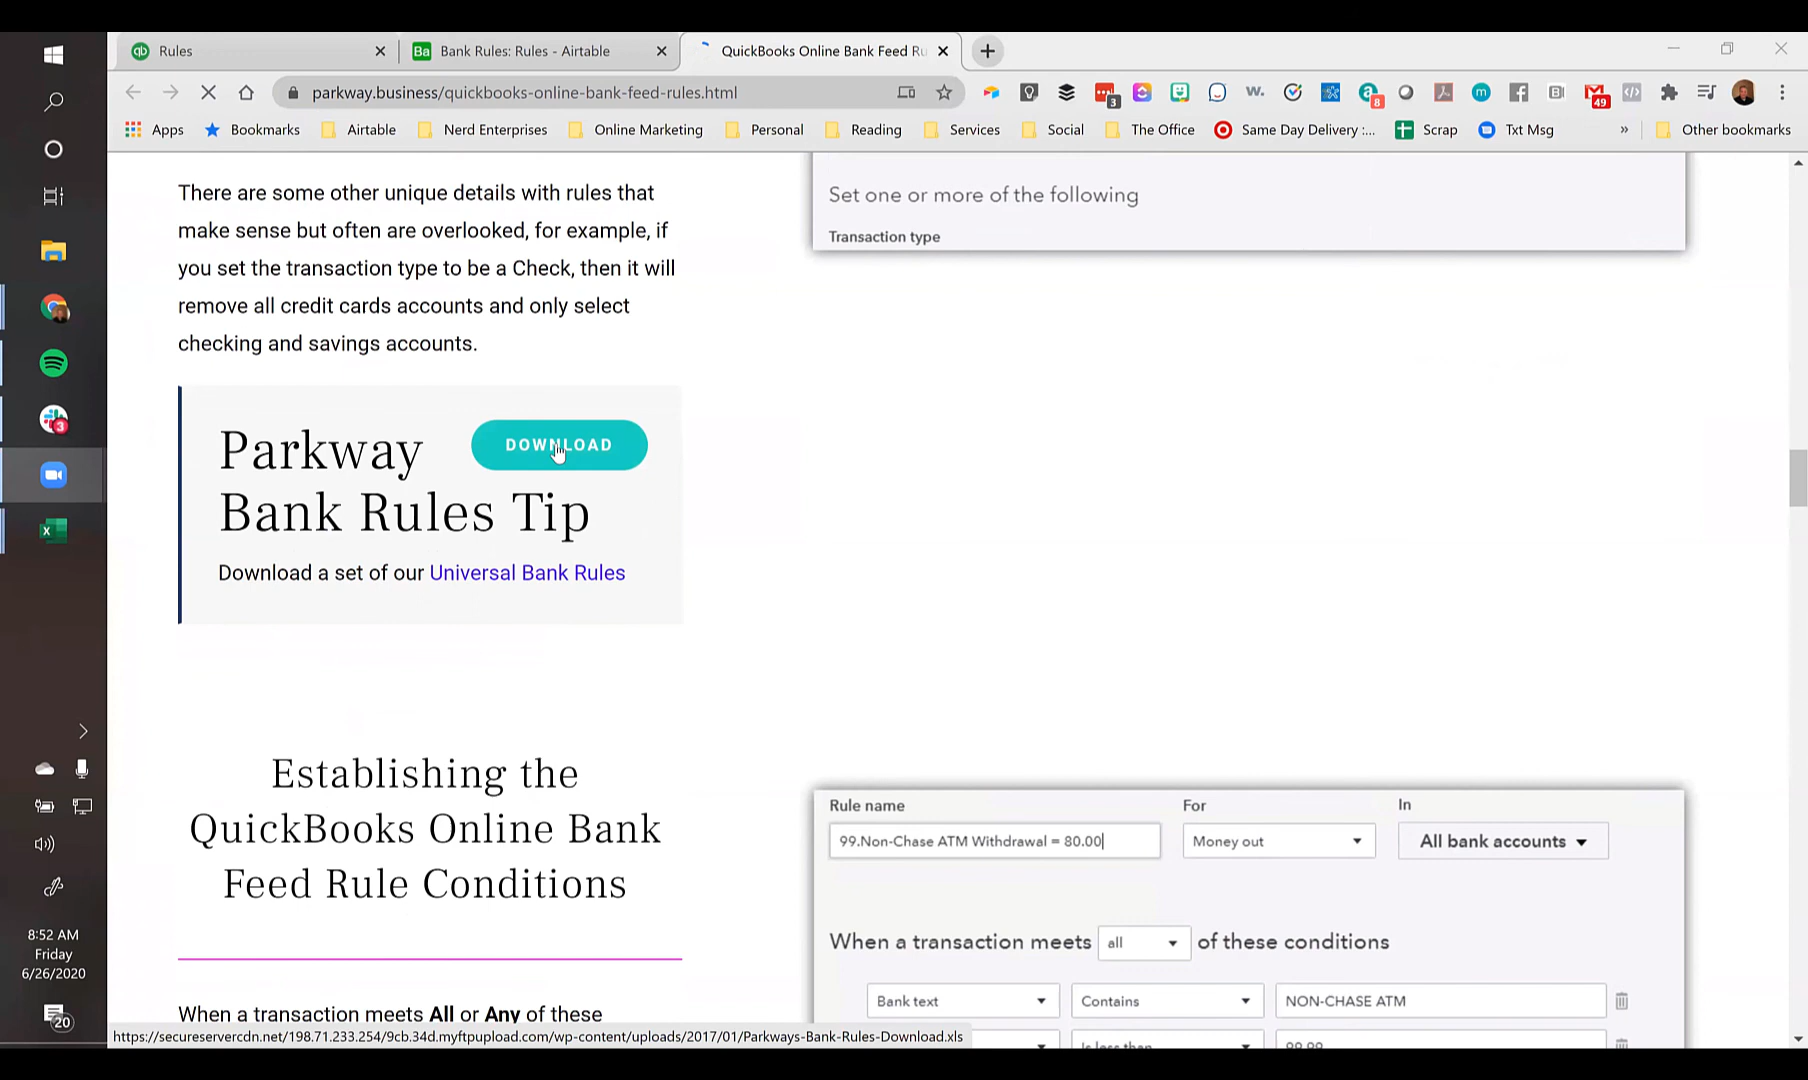 Rules
Bank Rules: Rules - Airtable
QuickBooks Online Bank Feed Ru
parkway.business/quickbooks-online-bank-feed-rules.html
3
w.
8
m
49
Apps
Bookmarks
Airtable
Nerd Enterprises
Online Marketing
Personal
Reading
Services
Social
The Office
Same Day Delivery :...
Scrap
Txt Msg
»
Other bookmarks
There are some other unique details with rules that
make sense but often are overlooked, for example, if
you set the transaction type to be a Check, then it will
remove all credit cards accounts and only select
checking and savings accounts.
Set one or more of the following
Transaction type
Parkway
Bank Rules Tip
DOWNLOAD
Download a set of our Universal Bank Rules
Establishing the
QuickBooks Online Bank
Feed Rule Conditions
When a transaction meets All or Any of these
Rule name
For
In
99.Non-Chase ATM Withdrawal = 80.00
Money out
All bank accounts
When a transaction meets all of these conditions
Bank text
Contains
NON-CHASE ATM
Is less than
99.99
https://secureservercdn.net/198.71.233.254/9cb.34d.myftpupload.com/wp-content/uploads/2017/01/Parkways-Bank-Rules-Download.xls
3
8:52 AM
Friday
6/26/2020
20